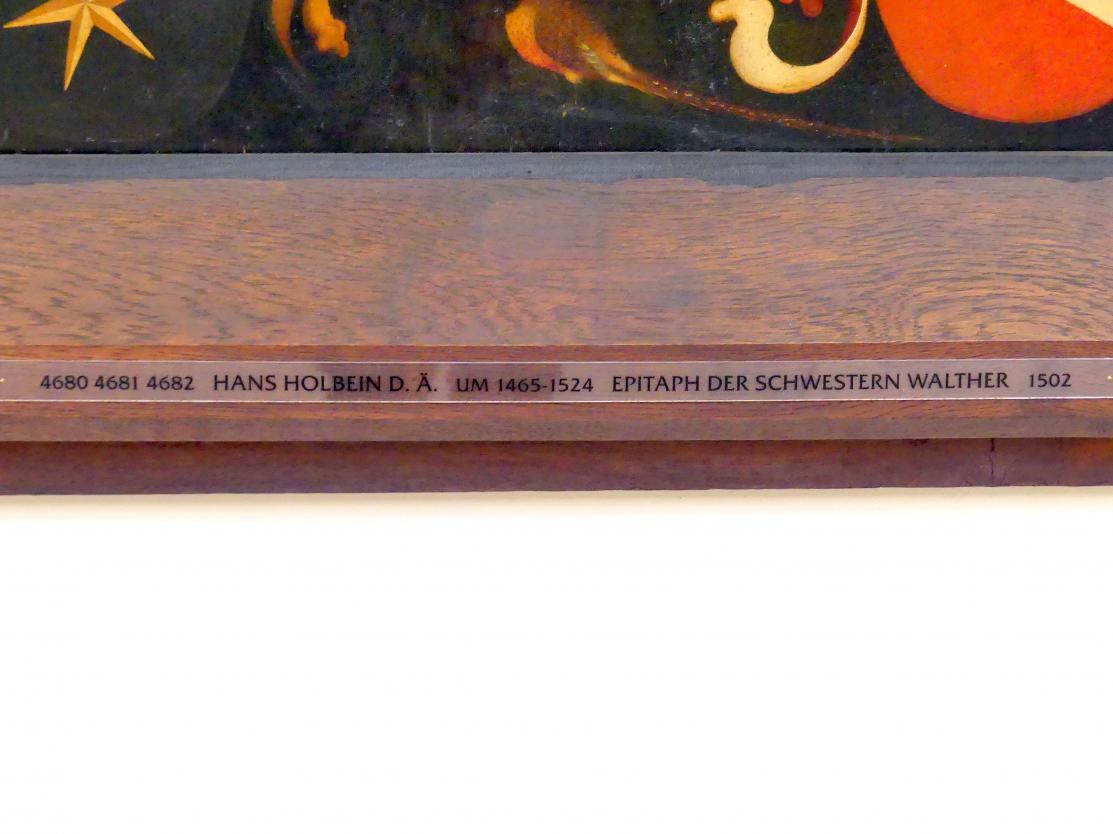 4680 4681 4682 HANS HOLBEIN D. Ä. UM 1465-1524 EPITAPH DER SCHWESTERN WALTHER 1502